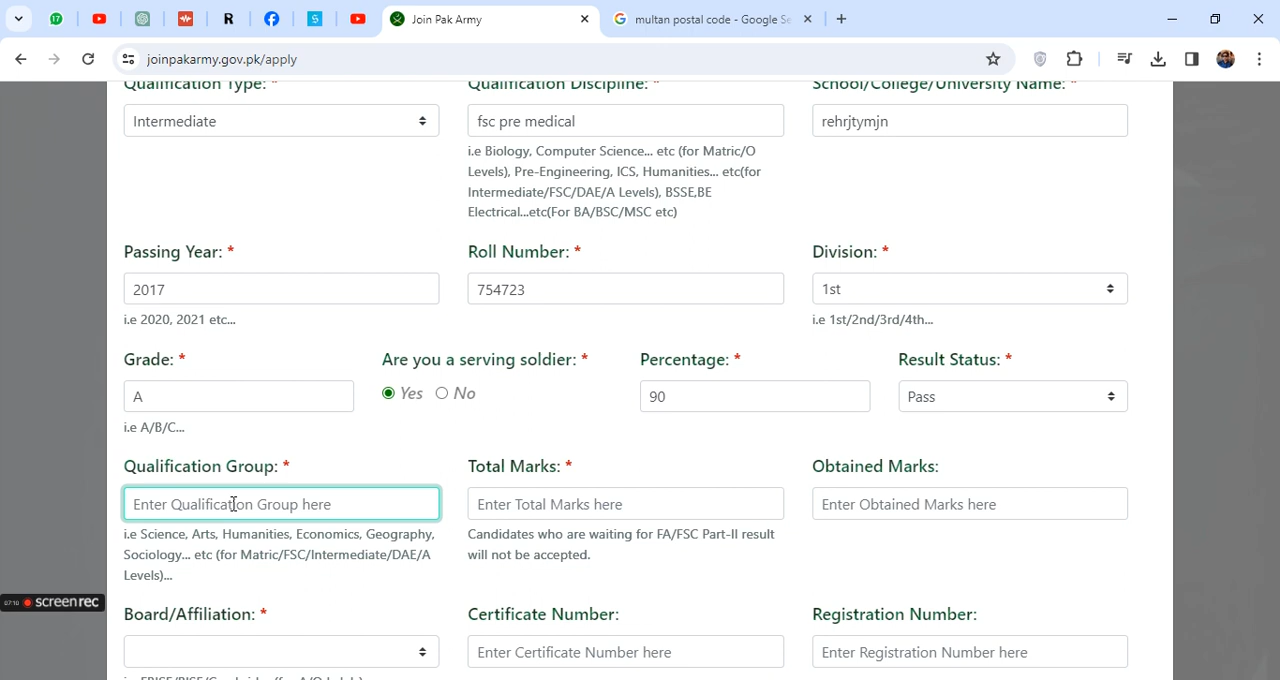 Join Pak Army
multan postal code - Google Se
joinpakarmy.gov.pk/apply
Qualification Type: *
Qualification Discipline: *
School/College/University Name: *
Intermediate
fsc pre medical
rehrjtymjn
i.e Biology, Computer Science... etc (for Matric/O
Levels), Pre-Engineering, ICS, Humanities... etc(for
Intermediate/FSC/DAE/A Levels), BSSE,BE
Electrical...etc(For BA/BSC/MSC etc)
Passing Year: *
Roll Number: *
Division: *
2017
754723
1st
i.e 2020, 2021 etc...
i.e 1st/2nd/3rd/4th...
Grade: *
Are you a serving soldier: *
Percentage: *
Result Status: *
A
Yes
No
90
Pass
i.e A/B/C...
Qualification Group: *
Total Marks: *
Obtained Marks:
Enter Qualification Group here
Enter Total Marks here
Enter Obtained Marks here
i.e Science, Arts, Humanities, Economics, Geography,
Sociology... etc (for Matric/FSC/Intermediate/DAE/A
Levels)...
Candidates who are waiting for FA/FSC Part-II result
will not be accepted.
07:10 screenrec
Board/Affiliation: *
Certificate Number:
Registration Number:
Enter Certificate Number here
Enter Registration Number here